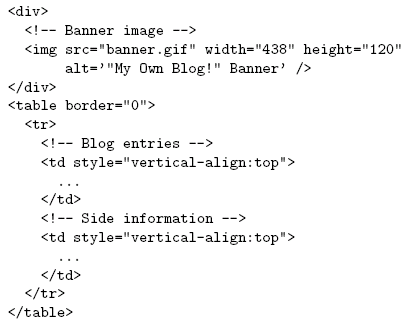 <div>
  <!-- Banner image -->
  <img src="banner.gif" width="438" height="120"
       alt='"My Own Blog!" Banner' />
</div>
<table border="0">
  <tr>
    <!-- Blog entries -->
    <td style="vertical-align:top">
      ...
    </td>
    <!-- Side information -->
    <td style="vertical-align:top">
      ...
    </td>
  </tr>
</table>